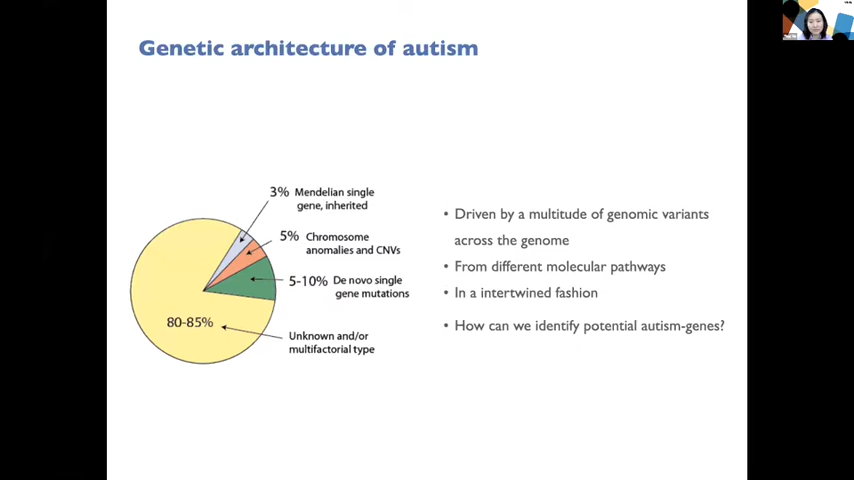 Genetic architecture of autism
3% Mendelian single
gene, inherited
5% Chromosome
anomalies and CNVs
5-10% De novo single
gene mutations
80-85%
Unknown and/or
multifactorial type
• Driven by a multitude of genomic variants
across the genome
• From different molecular pathways
• In a intertwined fashion
• How can we identify potential autism-genes?